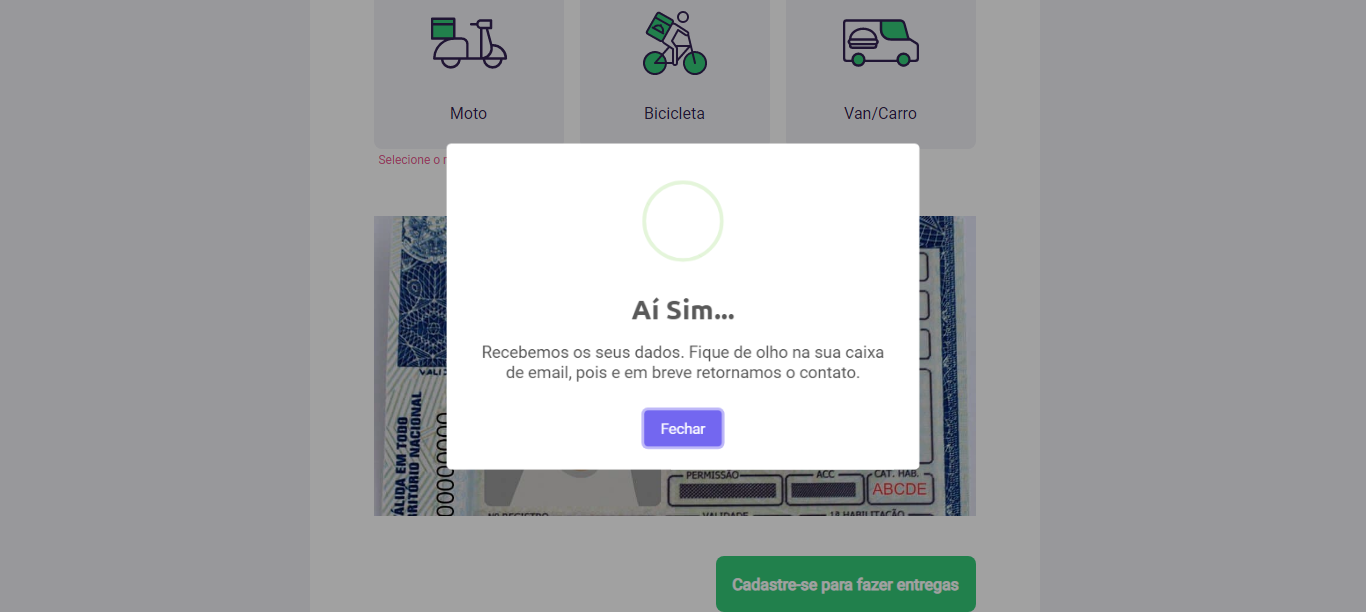 Moto
Bicicleta
Van/Carro
Selecione o
Aí Sim...
Recebemos os seus dados. Fique de olho na sua caixa
de email, pois e em breve retornamos o contato.
Fechar
VÁLIDA EM TODO
TERRITÓRIO NACIONAL
PERMISSÃO
ACC
CAT. HAB.
ABCDE
Nº REGISTRO
VALIDADE
1ª HABILITAÇÃO
Cadastre-se para fazer entregas